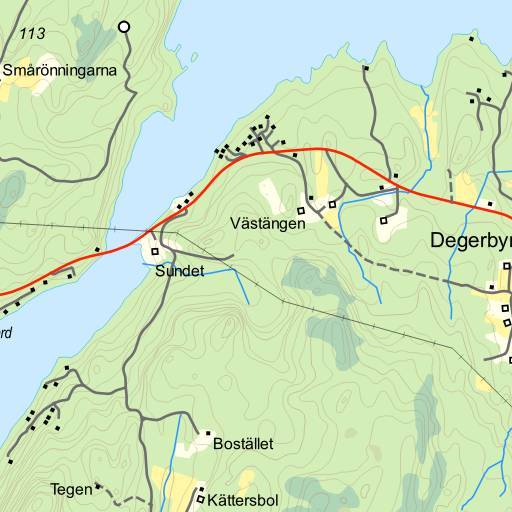 113
Smårönningarna
Västängen
Degerbyn
Sundet
Bostället
Tegen
Kättersbol